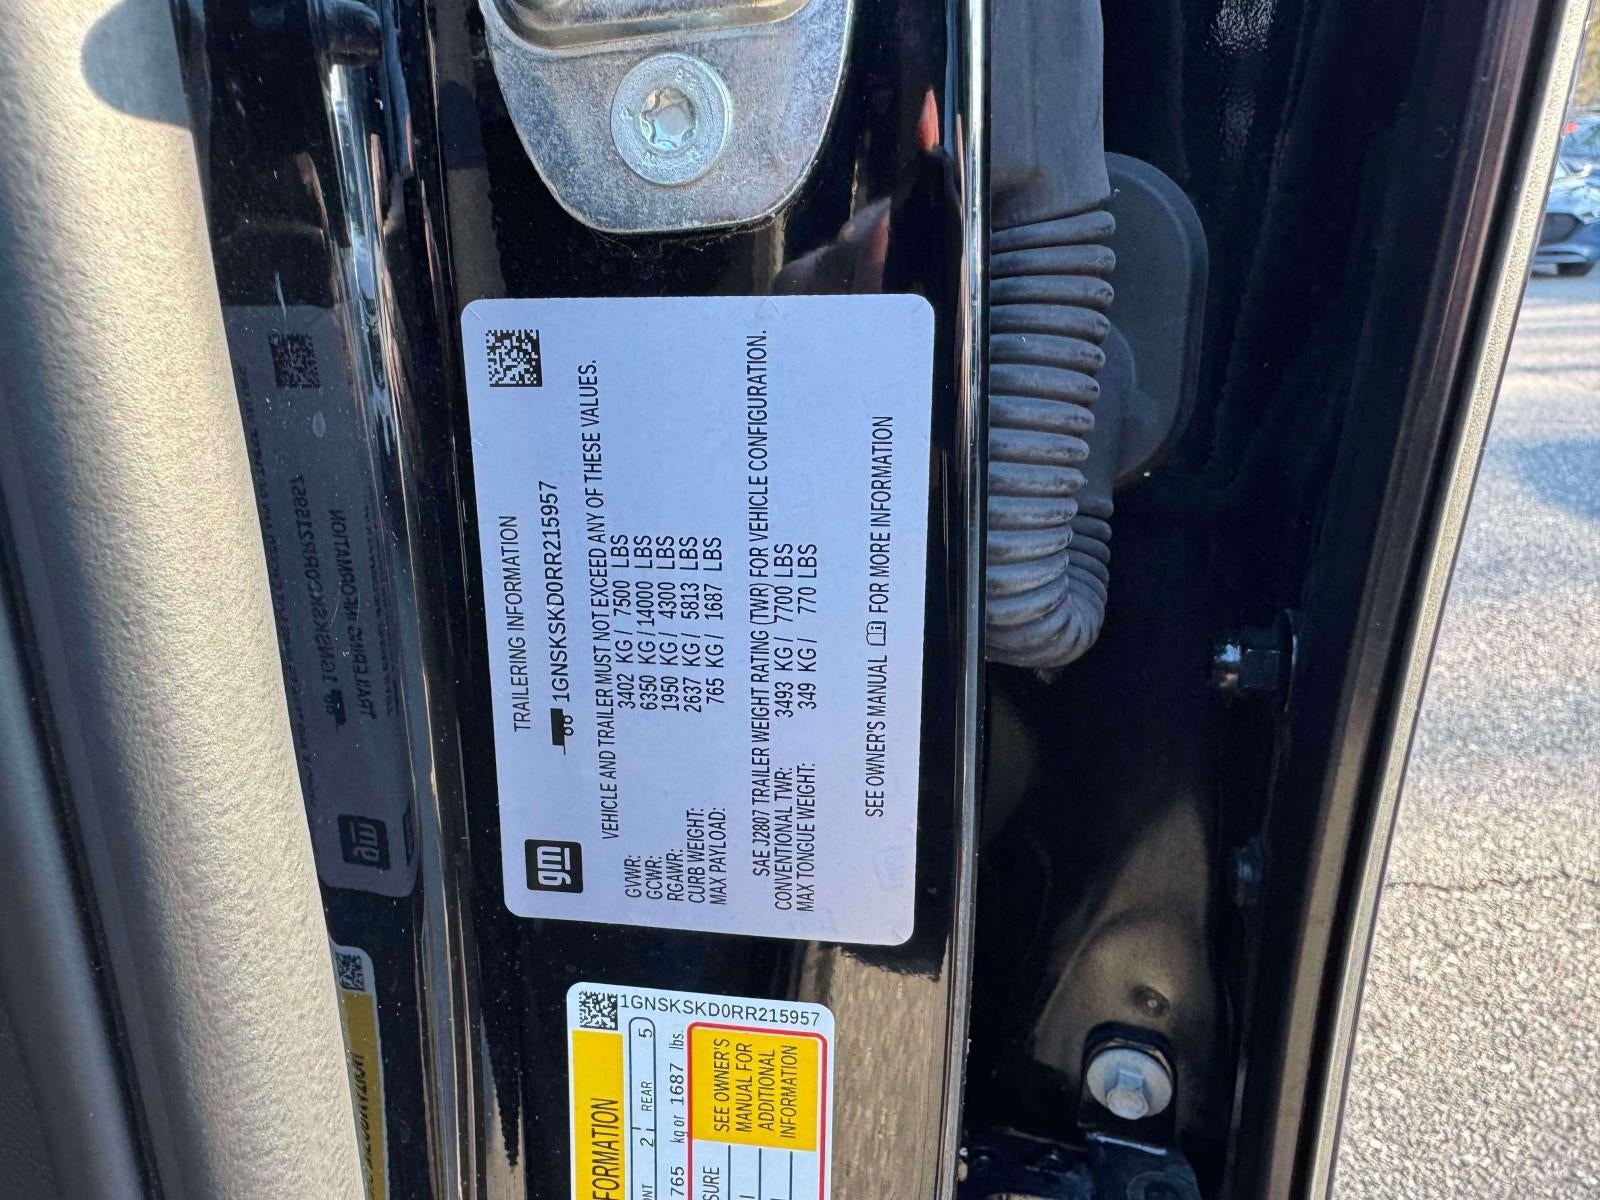 gm
TRAILERING INFORMATION
1GNSKSKD0RR215957
VEHICLE AND TRAILER MUST NOT EXCEED ANY OF THESE VALUES.
GVWR: 3402 KG / 7500 LBS
GCWR: 6350 KG / 14000 LBS
RGAWR: 1950 KG / 4300 LBS
CURB WEIGHT: 2637 KG / 5813 LBS
MAX PAYLOAD: 765 KG / 1687 LBS
SAE J2807 TRAILER WEIGHT RATING (TWR) FOR VEHICLE CONFIGURATION.
CONVENTIONAL TWR: 3493 KG / 7700 LBS
MAX TONGUE WEIGHT: 349 KG / 770 LBS
SEE OWNER'S MANUAL FOR MORE INFORMATION
1GNSKSKD0RR215957
2 REAR 5
765 kg or 1687 lbs.
SEE OWNER'S
MANUAL FOR
ADDITIONAL
INFORMATION